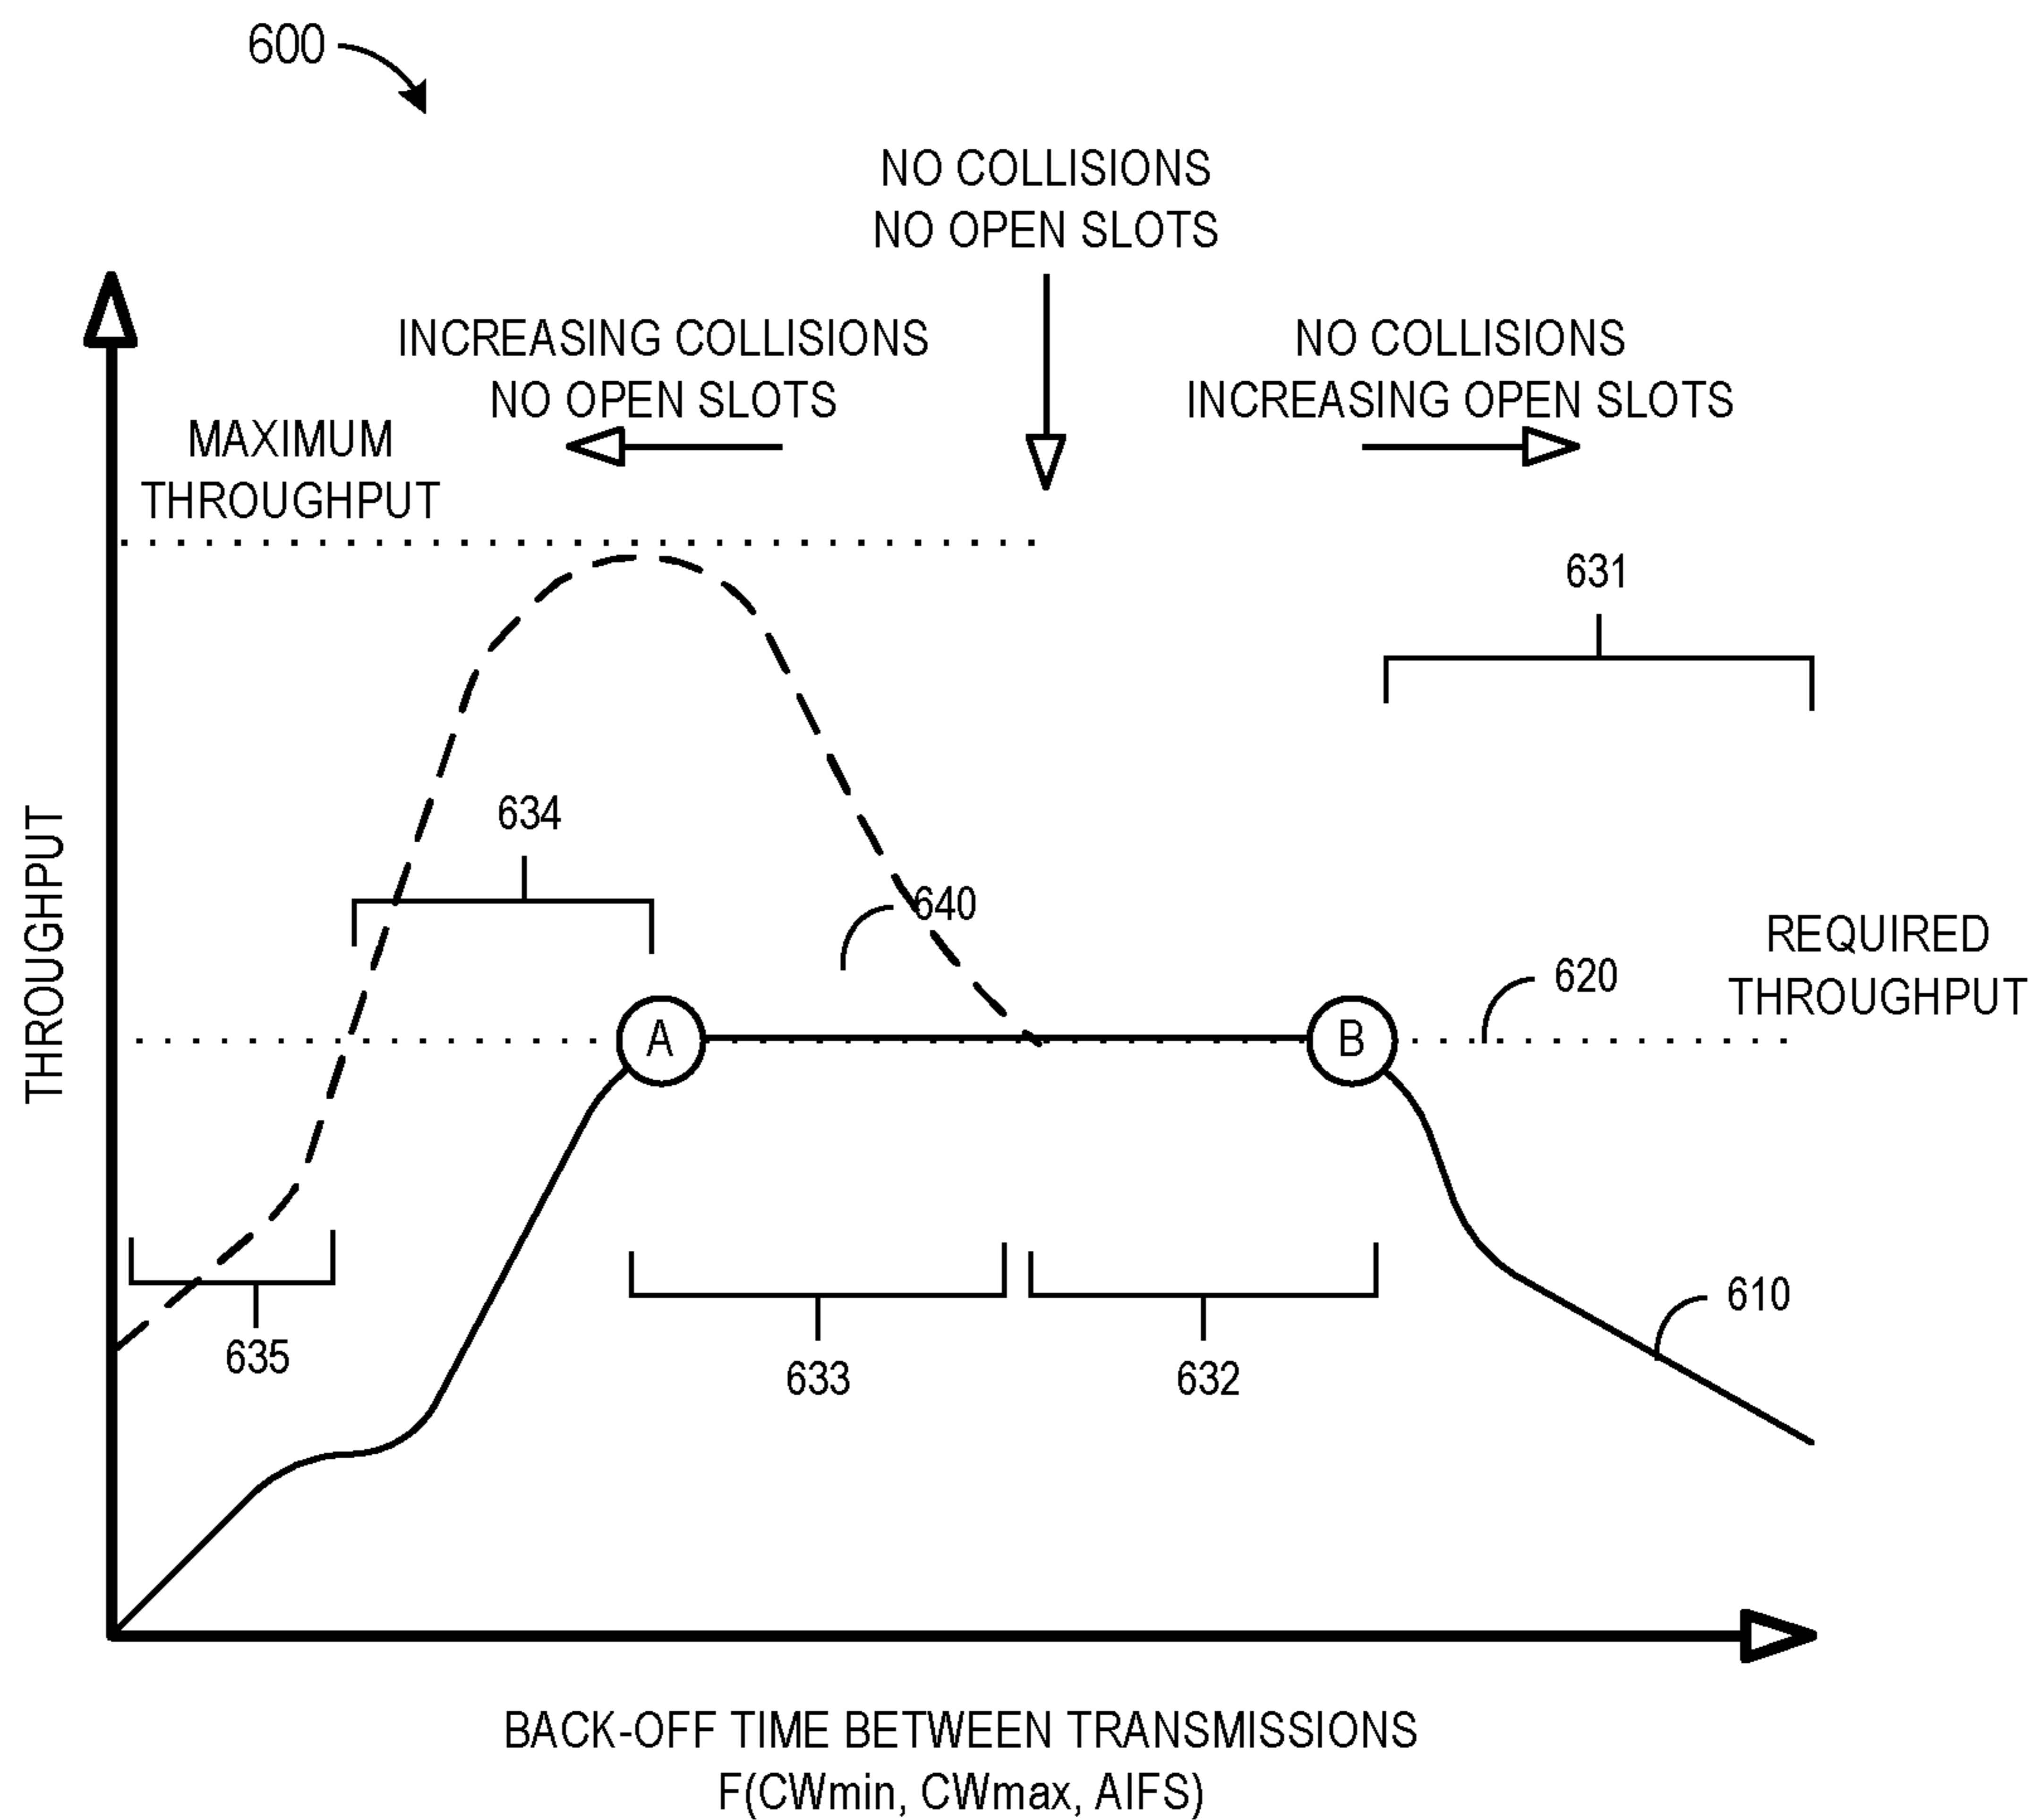 600
NO COLLISIONS
NO OPEN SLOTS
INCREASING COLLISIONS
NO OPEN SLOTS
NO COLLISIONS
INCREASING OPEN SLOTS
MAXIMUM
THROUGHPUT
631
634
640
REQUIRED
THROUGHPUT
620
THROUGHPUT
A
B
610
635
633
632
BACK-OFF TIME BETWEEN TRANSMISSIONS
F(CWmin, CWmax, AIFS)